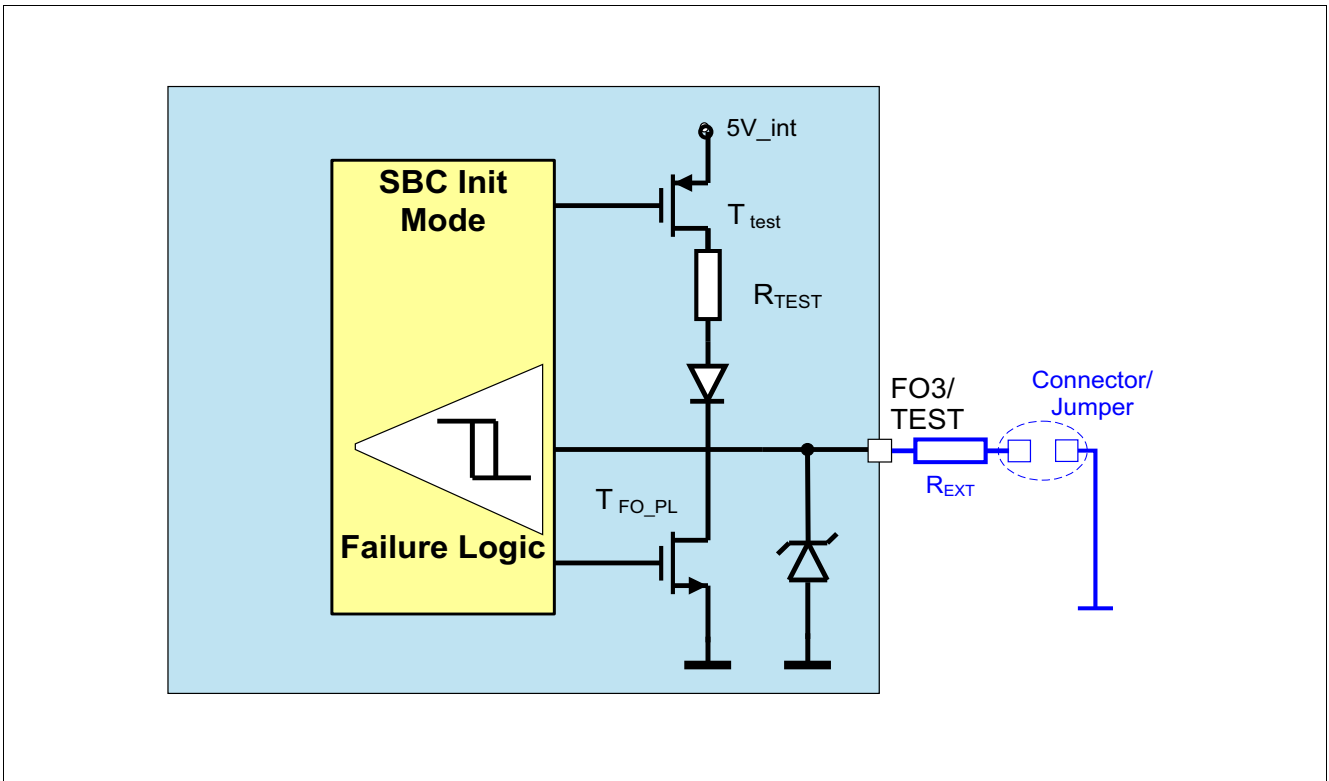 5V_int
SBC Init
Mode
T test
RTEST
FO3/
TEST
Connector/
Jumper
REXT
T FO_PL
Failure Logic